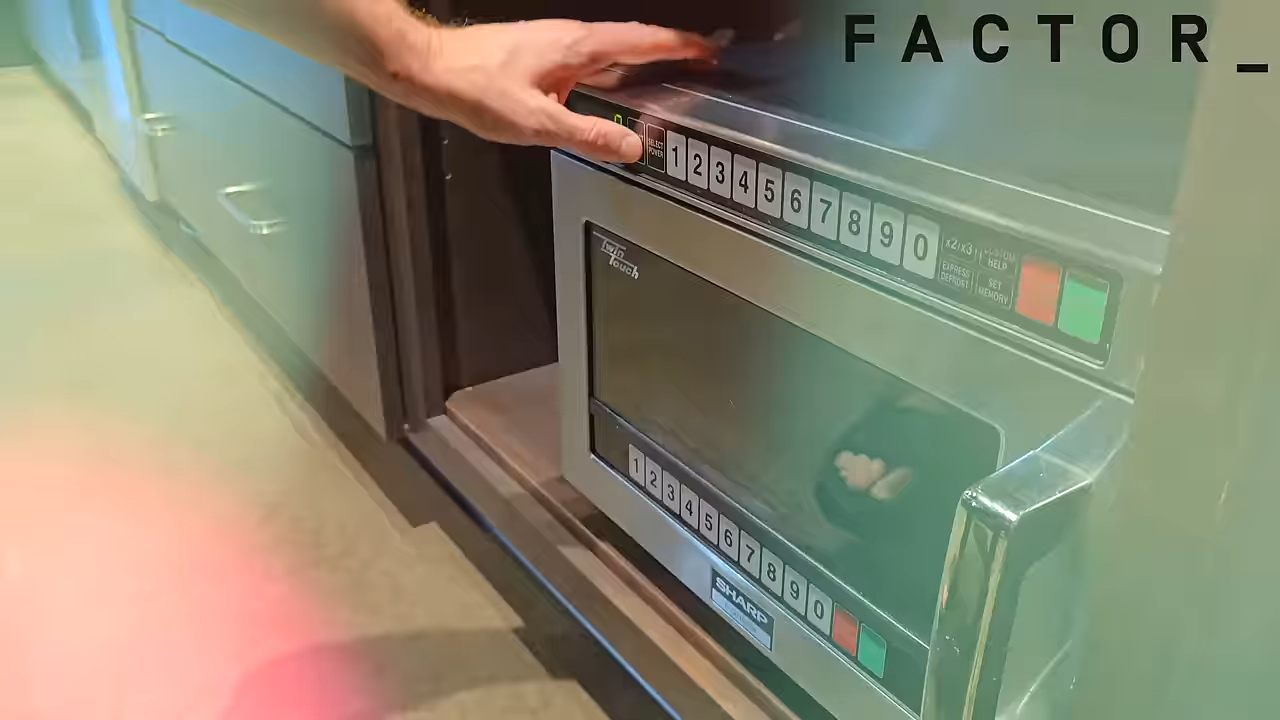 FACTOR_
SELECT POWER
1 2 3 4 5 6 7 8 9 0
x2/x3
CUSTOM HELP
EXPRESS DEFROST
SET MEMORY
Twin Touch
1 2 3 4 5 6 7 8 9 0
SHARP